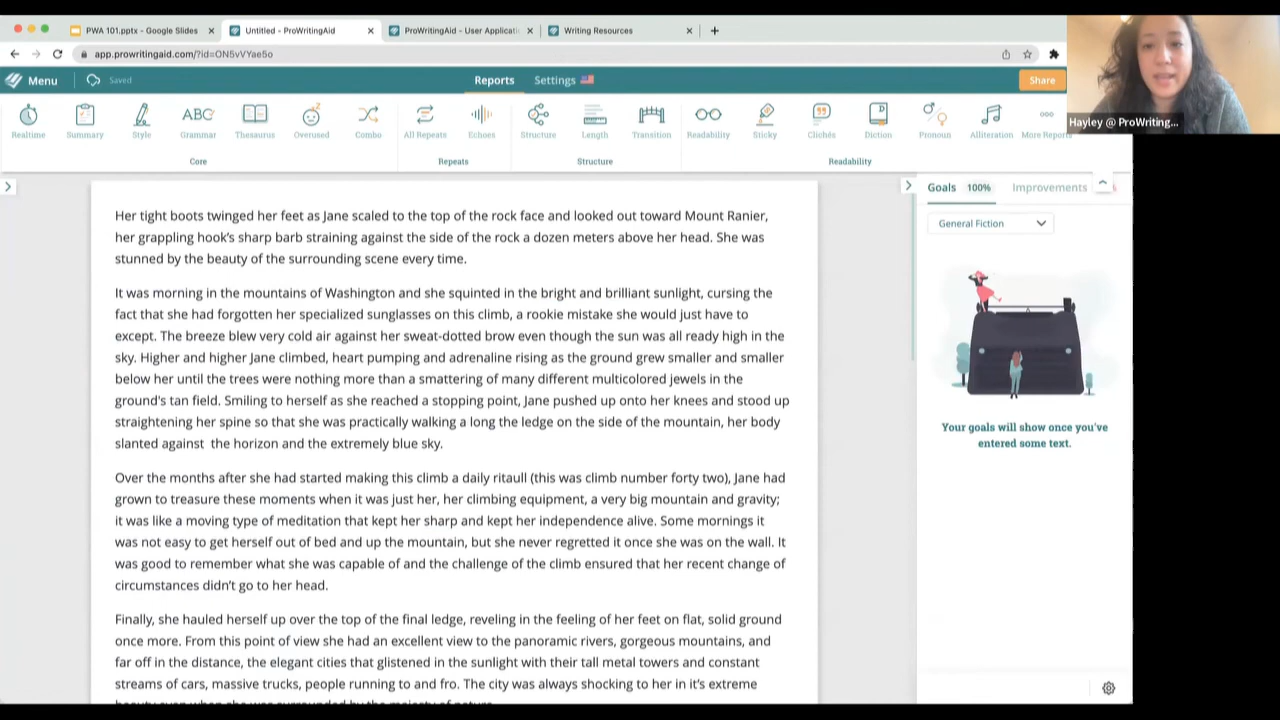 PWA 101.pptx - Google Slides
Untitled - ProWritingAid
ProWritingAid - User Applicati
Writing Resources
app.prowritingaid.com/?id=ON5vVYae5o
Menu
Saved
Reports
Settings
Share
Realtime
Summary
Style
ABC
Grammar
Thesaurus
Overused
Combo
All Repeats
Echoes
Structure
Length
Transition
Readability
Sticky
Clichés
Diction
Pronoun
Alliteration
More Reports
Core
Repeats
Structure
Readability
Hayley @ ProWriting...
Goals 100%
Improvements
General Fiction
Your goals will show once you've
entered some text.
Her tight boots twinged her feet as Jane scaled to the top of the rock face and looked out toward Mount Ranier,
her grappling hook's sharp barb straining against the side of the rock a dozen meters above her head. She was
stunned by the beauty of the surrounding scene every time.
It was morning in the mountains of Washington and she squinted in the bright and brilliant sunlight, cursing the
fact that she had forgotten her specialized sunglasses on this climb, a rookie mistake she would just have to
except. The breeze blew very cold air against her sweat-dotted brow even though the sun was all ready high in the
sky. Higher and higher Jane climbed, heart pumping and adrenaline rising as the ground grew smaller and smaller
below her until the trees were nothing more than a smattering of many different multicolored jewels in the
ground's tan field. Smiling to herself as she reached a stopping point, Jane pushed up onto her knees and stood up
straightening her spine so that she was practically walking a long the ledge on the side of the mountain, her body
slanted against the horizon and the extremely blue sky.
Over the months after she had started making this climb a daily ritaull (this was climb number forty two), Jane had
grown to treasure these moments when it was just her, her climbing equipment, a very big mountain and gravity;
it was like a moving type of meditation that kept her sharp and kept her independence alive. Some mornings it
was not easy to get herself out of bed and up the mountain, but she never regretted it once she was on the wall. It
was good to remember what she was capable of and the challenge of the climb ensured that her recent change of
circumstances didn't go to her head.
Finally, she hauled herself up over the top of the final ledge, reveling in the feeling of her feet on flat, solid ground
once more. From this point of view she had an excellent view to the panoramic rivers, gorgeous mountains, and
far off in the distance, the elegant cities that glistened in the sunlight with their tall metal towers and constant
streams of cars, massive trucks, people running to and fro. The city was always shocking to her in it's extreme